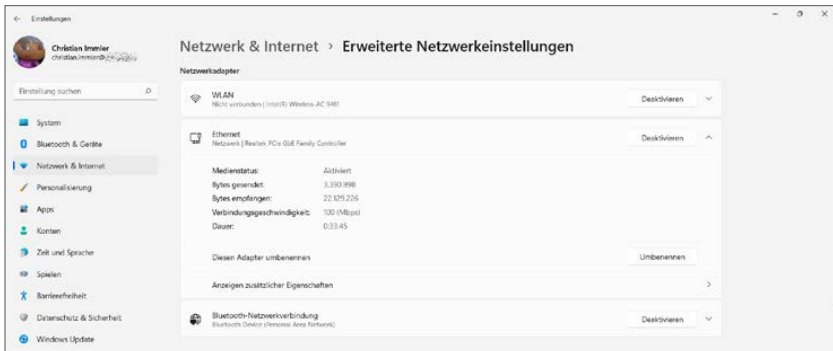 Einstellungen
Christian Immler
Netzwerk & Internet > Erweiterte Netzwerkeinstellungen
Einstellung suchen
System
Bluetooth & Geräte
Netzwerk & Internet
Personalisierung
Apps
Konten
Zeit und Sprache
Spielen
Barrierefreiheit
Datenschutz & Sicherheit
Windows Update
Netzwerkadapter
WLAN
Nicht verbunden | Intel(R) Wireless-AC 9461
Deaktivieren
Ethernet
Netzwerk | Realtek PCIe GbE Family Controller
Deaktivieren
Medienstatus: Aktiviert
Bytes gesendet: 3.390.998
Bytes empfangen: 22.129.226
Verbindungsgeschwindigkeit: 100 (Mbps)
Dauer: 0:33:45
Diesen Adapter umbenennen
Umbenennen
Anzeigen zusätzlicher Eigenschaften
Bluetooth-Netzwerkverbindung
Bluetooth Device (Personal Area Network)
Deaktivieren